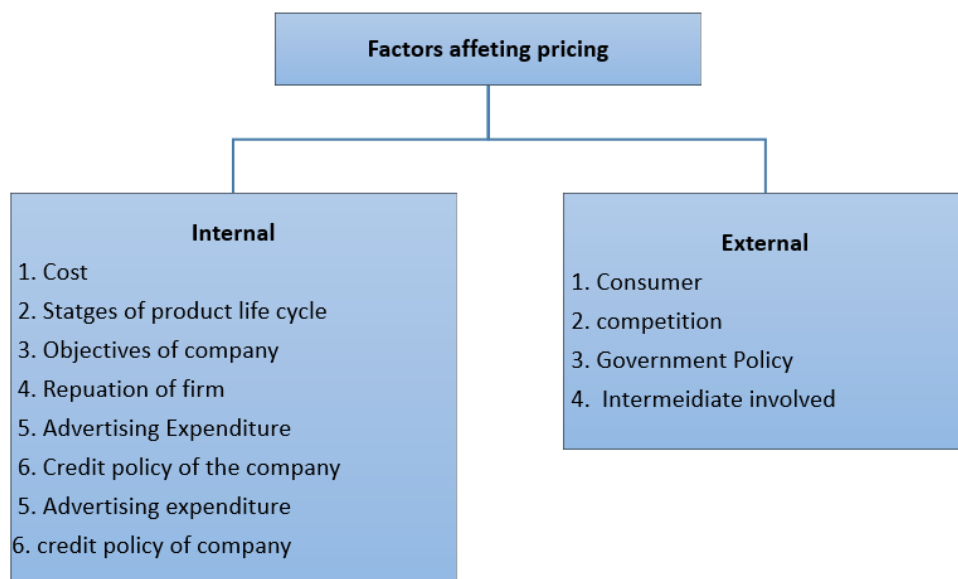 Factors affeting pricing
Internal
1. Cost
2. Statges of product life cycle
3. Objectives of company
4. Repuation of firm
5. Advertising Expenditure
6. Credit policy of the company
5. Advertising expenditure
6. credit policy of company
External
1. Consumer
2. competition
3. Government Policy
4. Intermeidiate involved